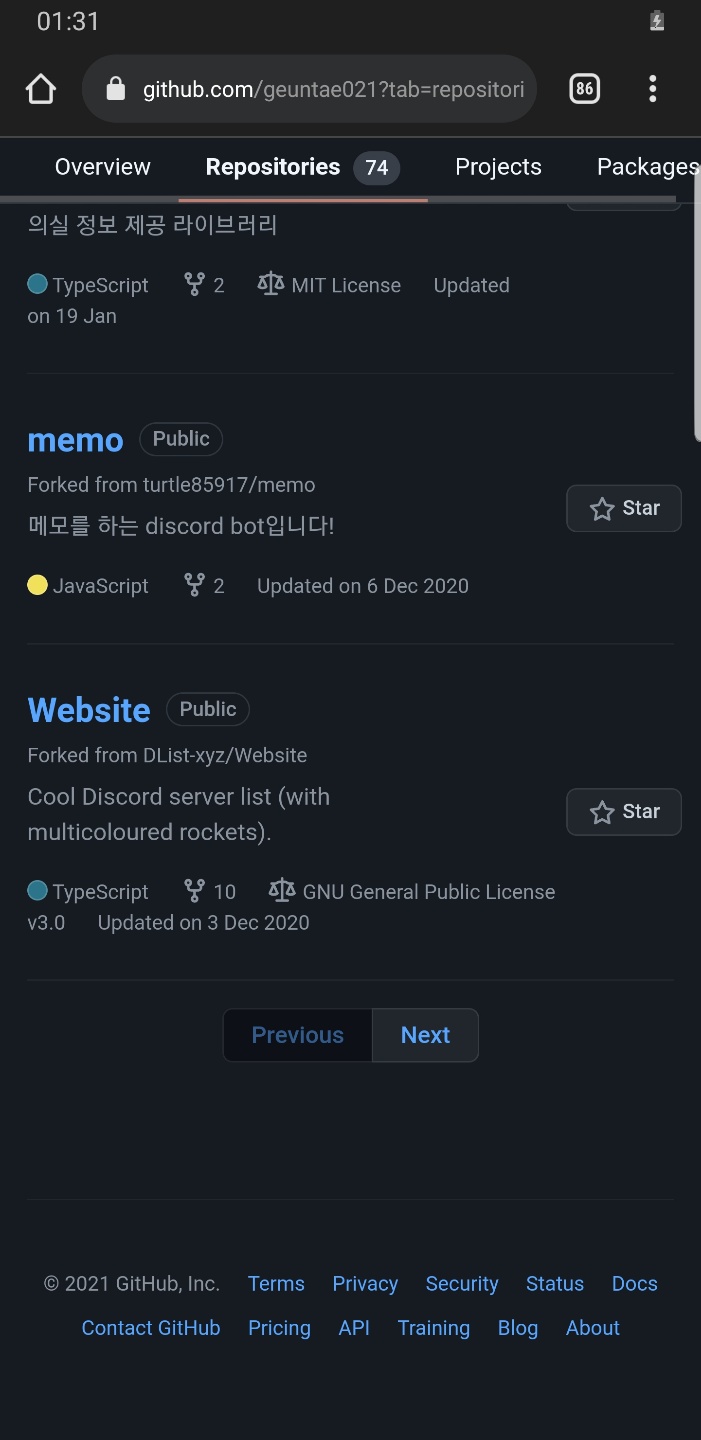 01:31
github.com/geuntae021?tab=repositori
86
Overview Repositories 74 Projects Packages
의실 정보 제공 라이브러리
TypeScript 2 MIT License Updated
on 19 Jan
memo Public
Forked from turtle85917/memo
Star
메모를 하는 discord bot입니다!
JavaScript 2 Updated on 6 Dec 2020
Website Public
Forked from DList-xyz/Website
Cool Discord server list (with
Star
multicoloured rockets).
TypeScript 10 GNU General Public License
v3.0 Updated on 3 Dec 2020
Previous Next
© 2021 GitHub, Inc. Terms Privacy Security Status Docs
Contact GitHub Pricing API Training Blog About